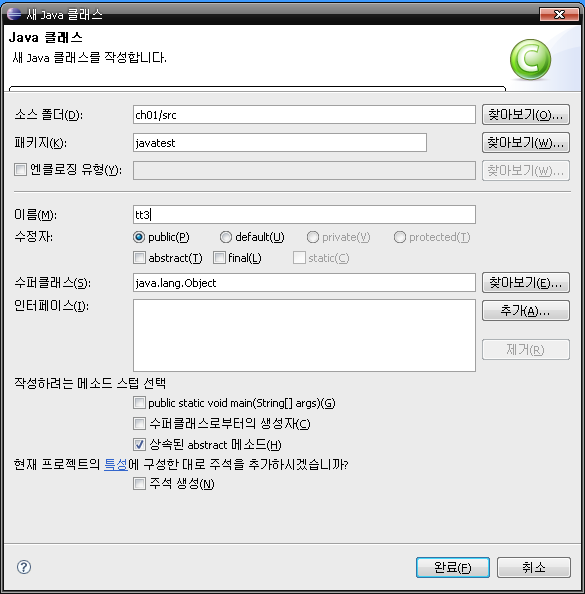 새 Java 클래스
Java 클래스
새 Java 클래스를 작성합니다.
C
소스 폴더(D): ch01/src 찾아보기(O)...
패키지(K): javatest 찾아보기(W)...
엔클로징 유형(Y): 찾아보기(W)...
이름(M): tt3
수정자: public(P) default(U) private(V) protected(T)
abstract(T) final(L) static(C)
수퍼클래스(S): java.lang.Object 찾아보기(E)...
인터페이스(I): 추가(A)...
제거(R)
작성하려는 메소드 스텁 선택
public static void main(String[] args)(G)
수퍼클래스로부터의 생성자(C)
상속된 abstract 메소드(H)
현재 프로젝트의 특성에 구성한 대로 주석을 추가하시겠습니까?
주석 생성(N)
? 완료(F) 취소